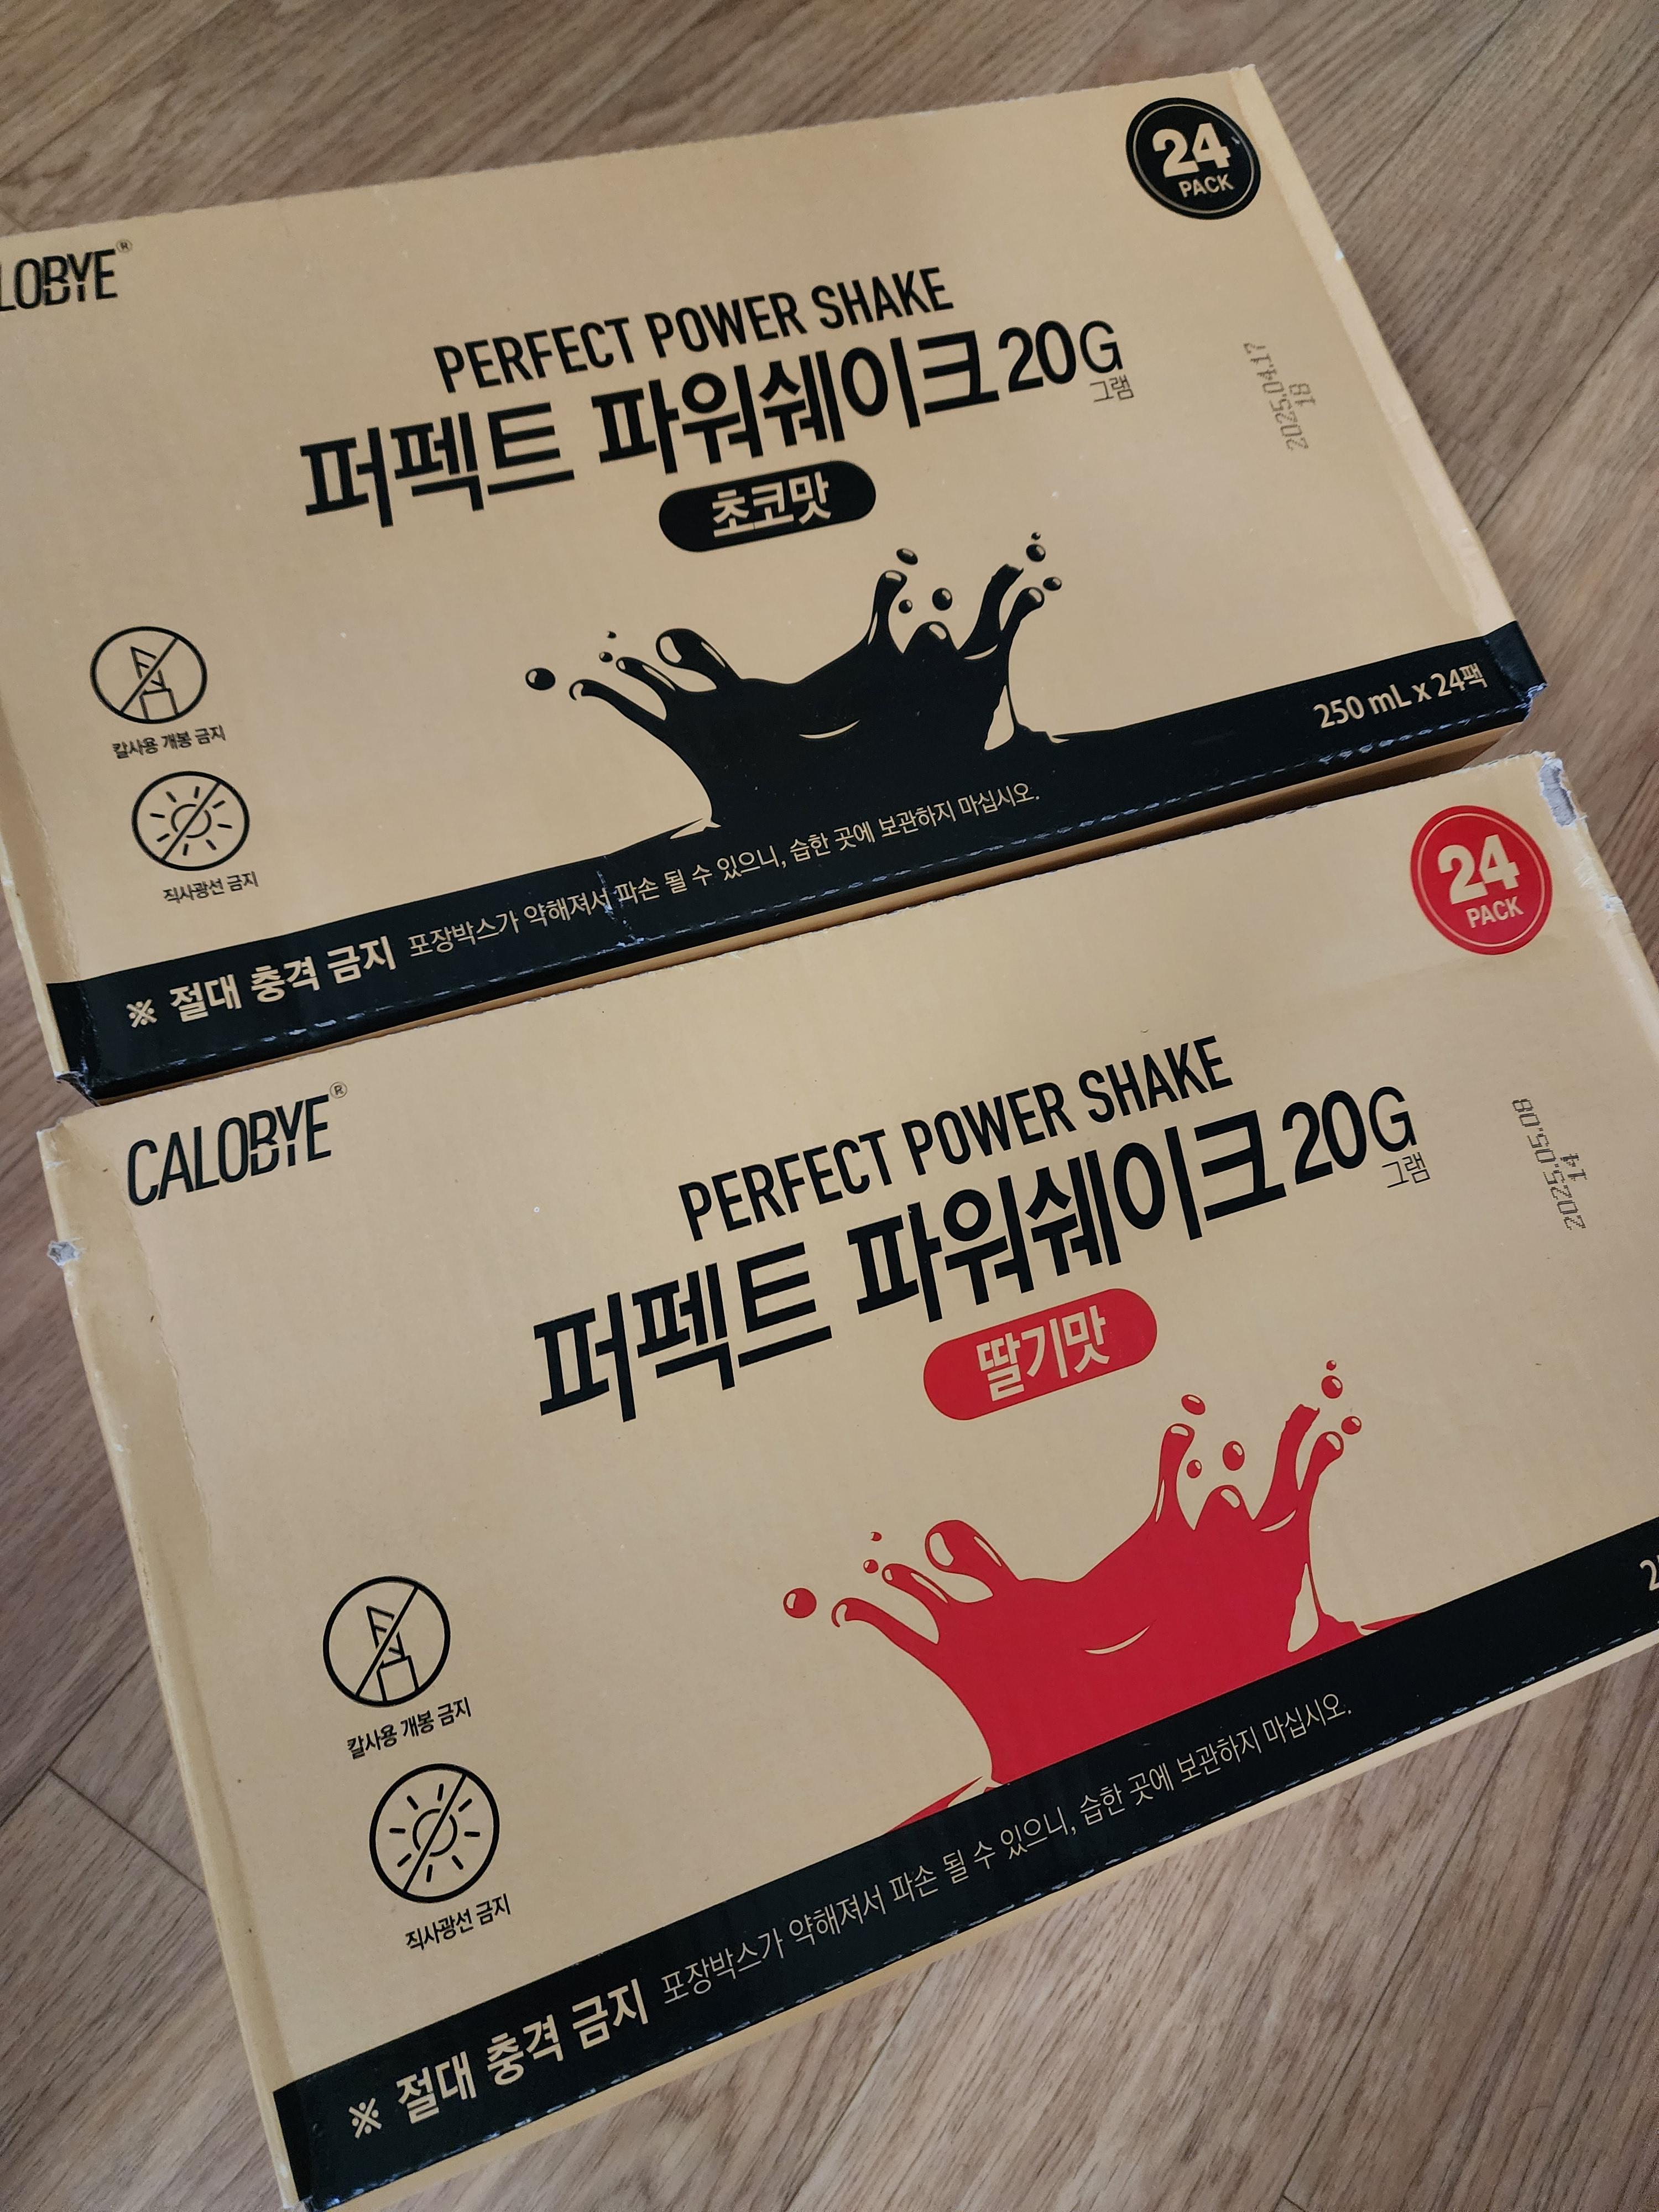 24
PACK
LOBYE®
PERFECT POWER SHAKE
퍼펙트 파워쉐이크 20G
그램
초코맛
2025.04.17
18
칼사용 개봉 금지
직사광선 금지
250 mL x 24팩
※ 절대 충격 금지 포장박스가 약해져서 파손 될 수 있으니, 습한 곳에 보관하지 마십시오.
24
PACK
CALOBYE®
PERFECT POWER SHAKE
퍼펙트 파워쉐이크 20G
그램
딸기맛
2025.05.08
14
칼사용 개봉 금지
직사광선 금지
※ 절대 충격 금지 포장박스가 약해져서 파손 될 수 있으니, 습한 곳에 보관하지 마십시오.